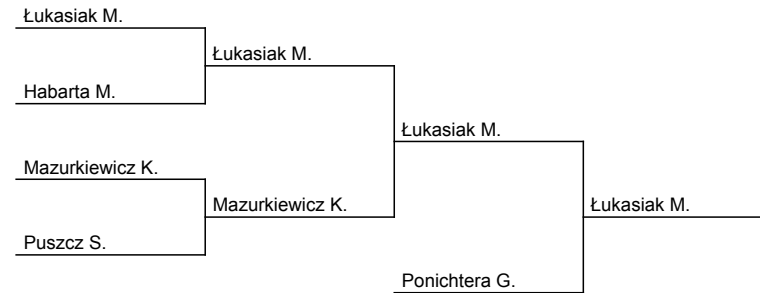 Łukasiak M.
Łukasiak M.
Habarta M.
Łukasiak M.
Mazurkiewicz K.
Mazurkiewicz K.
Łukasiak M.
Puszcz S.
Ponichtera G.